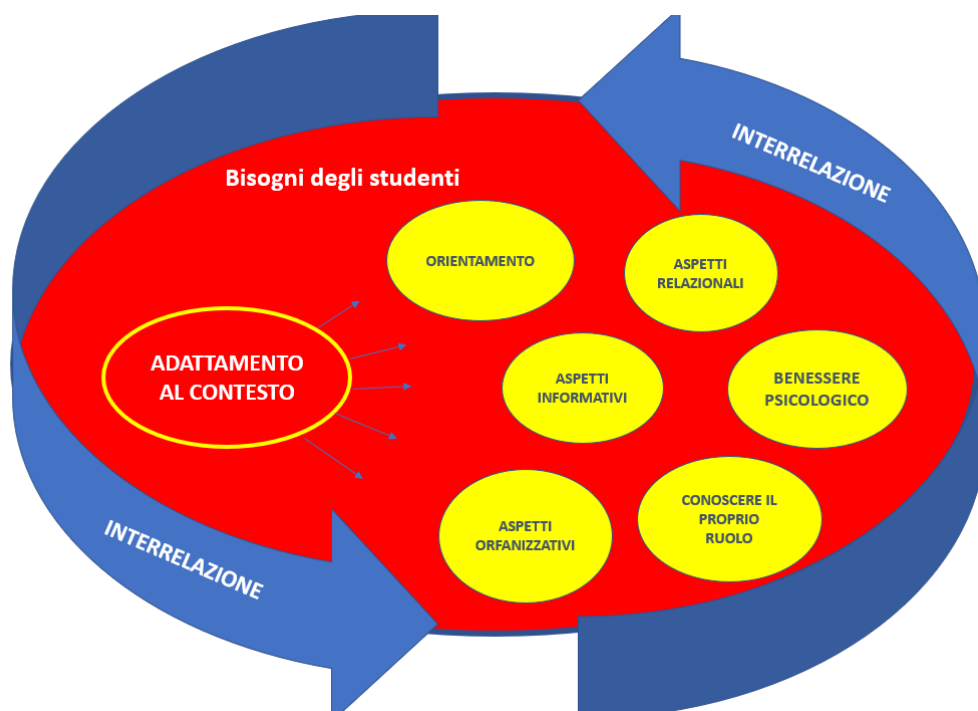 INTERRELAZIONE
Bisogni degli studenti
ORIENTAMENTO
ASPETTI
RELAZIONALI
ADATTAMENTO
AL CONTESTO
ASPETTI
INFORMATIVI
BENESSERE
PSICOLOGICO
ASPETTI
ORFANIZZATIVI
CONOSCERE IL
PROPRIO
RUOLO
INTERRELAZIONE